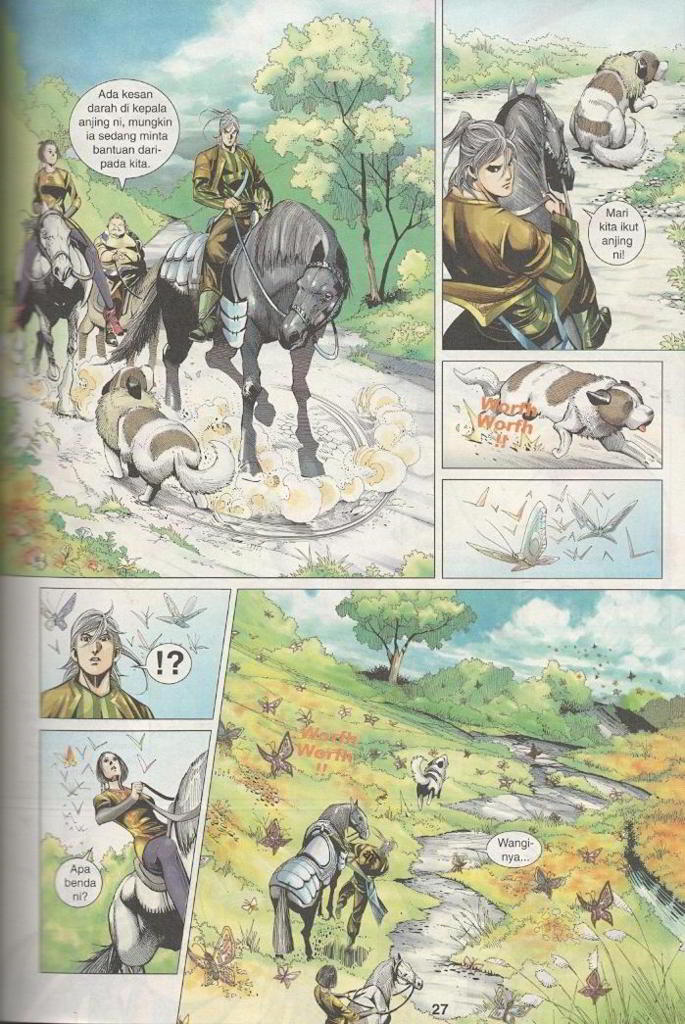 Ada kesan
darah di kepala
anjing ni, mungkin
ia sedang minta
bantuan dari-
pada kita.
Mari
kita ikut
anjing
ni!
Worth
Worth
!!
!?
Apa
benda
ni?
Worth
Worth
!!
Wangi-
nya...
27